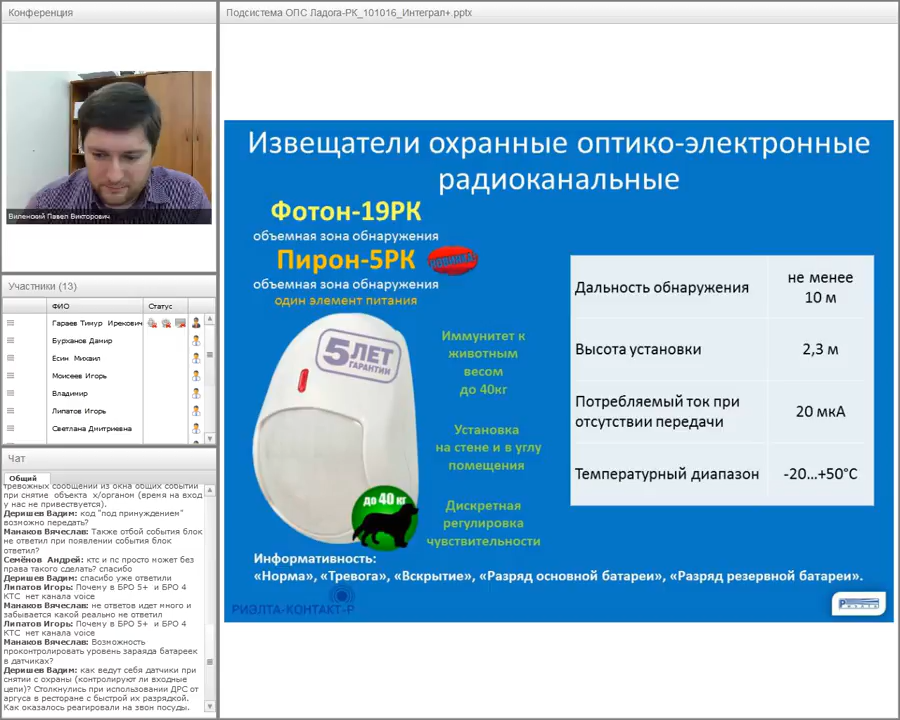 Конференция
Подсистема ОПС Ладога-РК_101016_Интеграл+.pptx
Виленский Павел Викторович
Участники (13)
ФИО
Статус
Гараев Тимур Ирекович
Бурханов Дамир
Есин Михаил
Моисеев Игорь
Владимир
Липатов Игорь
Светлана Дмитриевна
Чат
Общий
тревожных сообщений из окна общих событий
при снятие объекта х/органом (время на вход
у нас не привествуется).
Деришев Вадим: код "под принуждением"
возможно передать?
Манаков Вячеслав: Также отбой события блок
не ответил при появлении события блок
ответил?
Семёнов Андрей: ктс и пс просто может без
права такого сделать? спасибо
Деришев Вадим: спасибо уже ответили
Липатов Игорь: Почему в БРО 5+ и БРО 4
КТС нет канала voice
Манаков Вячеслав: не ответов идет много и
забывается какой реально не ответил
Липатов Игорь: Почему в БРО 5+ и БРО 4
КТС нет канала voice
Манаков Вячеслав: Возможность
проконтролировать уровень зараяда батареек
в датчиках?
Деришев Вадим: как ведут себя датчики при
снятии с охраны (контролируют ли входные
цепи)? Столкнулись при использовании ДРС от
аргуса в ресторане с быстрой их разрядкой.
Как оказалось реагировали на звон посуды.
Извещатели охранные оптико-электронные
радиоканальные
Фотон-19РК
объемная зона обнаружения
Пирон-5РК
объемная зона обнаружения
один элемент питания
5 ЛЕТ
ГАРАНТИИ
до 40 кг
Иммунитет к
животным
весом
до 40кг
Установка
на стене и в углу
помещения
Дискретная
регулировка
чувствительности
Дальность обнаружения
не менее
10 м
Высота установки
2,3 м
Потребляемый ток при
отсутствии передачи
20 мкА
Температурный диапазон
-20...+50°С
Информативность:
«Норма», «Тревога», «Вскрытие», «Разряд основной батареи», «Разряд резервной батареи».
РИЭЛТА-КОНТАКТ-Р